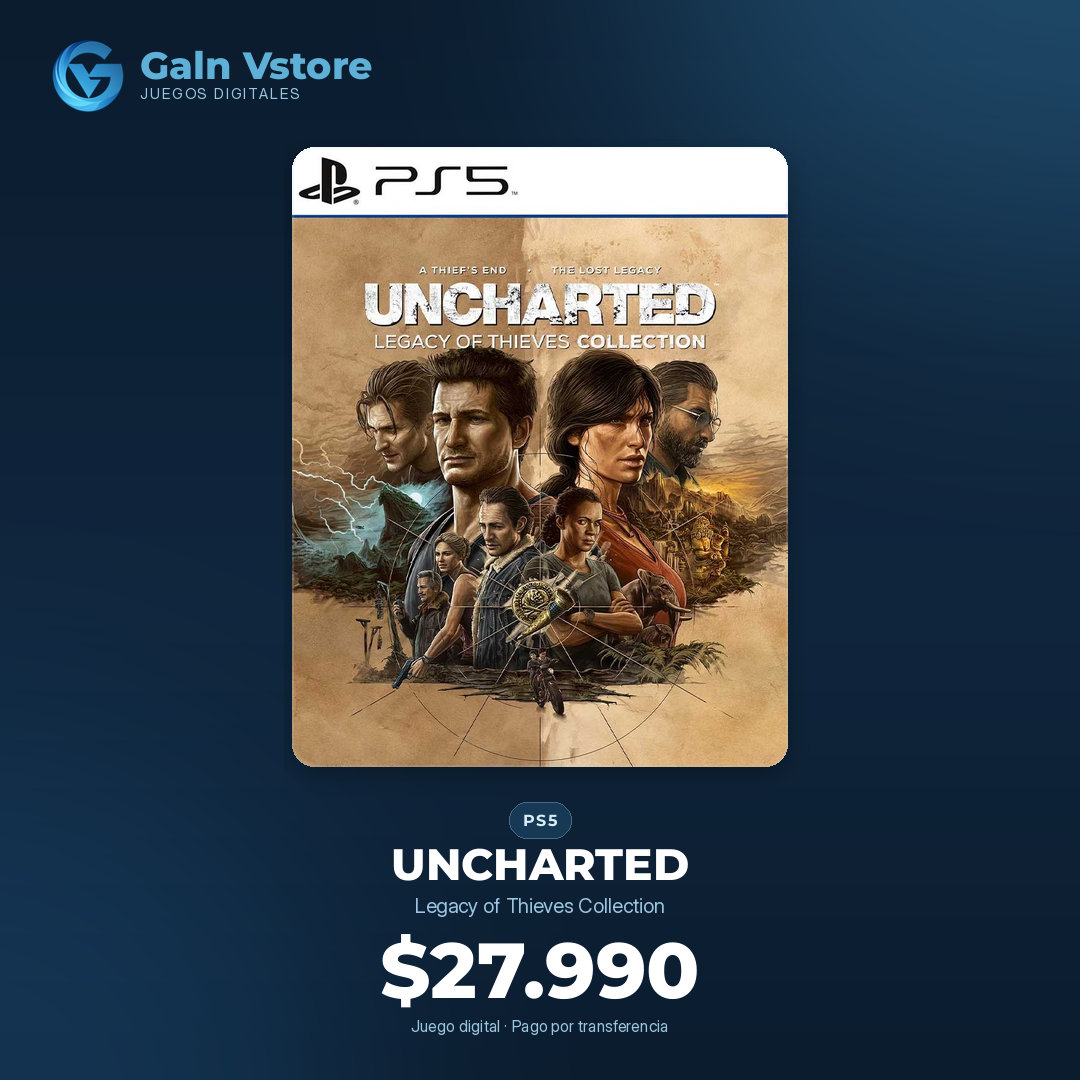 Galn Vstore
JUEGOS DIGITALES
PS5
A THIEF'S END · THE LOST LEGACY
UNCHARTED
LEGACY OF THIEVES COLLECTION
PS5
UNCHARTED
Legacy of Thieves Collection
$27.990
Juego digital · Pago por transferencia